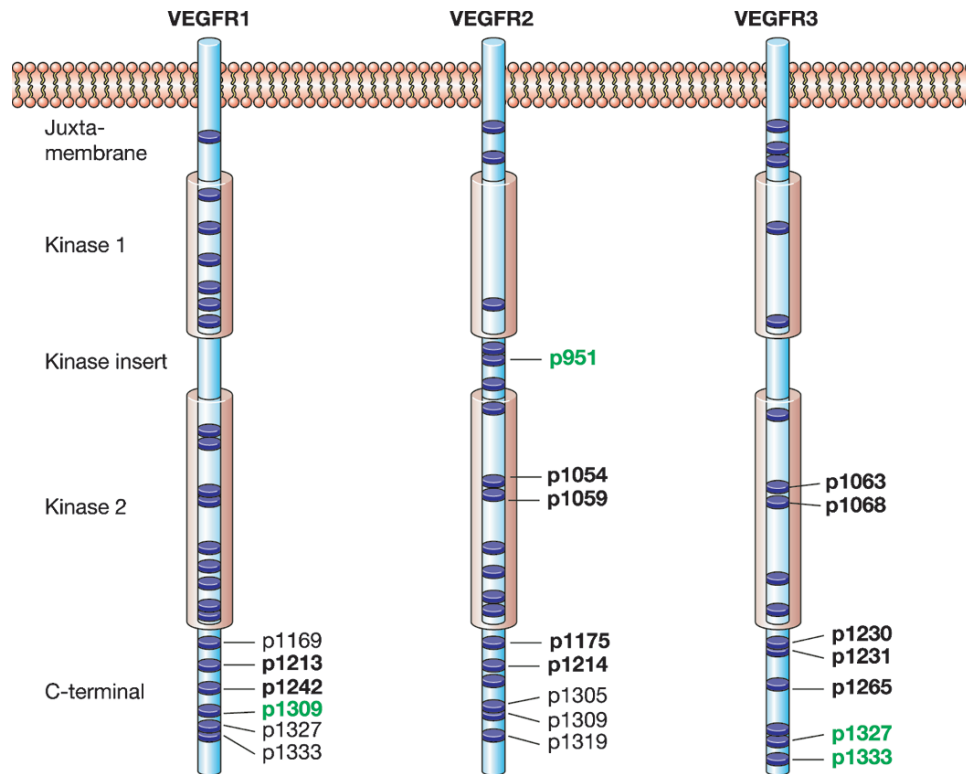 VEGFR1
VEGFR2
VEGFR3
Juxta-
membrane
Kinase 1
Kinase insert
p951
Kinase 2
p1054
p1059
p1063
p1068
C-terminal
p1169
p1213
p1242
p1309
p1327
p1333
p1175
p1214
p1305
p1309
p1319
p1230
p1231
p1265
p1327
p1333